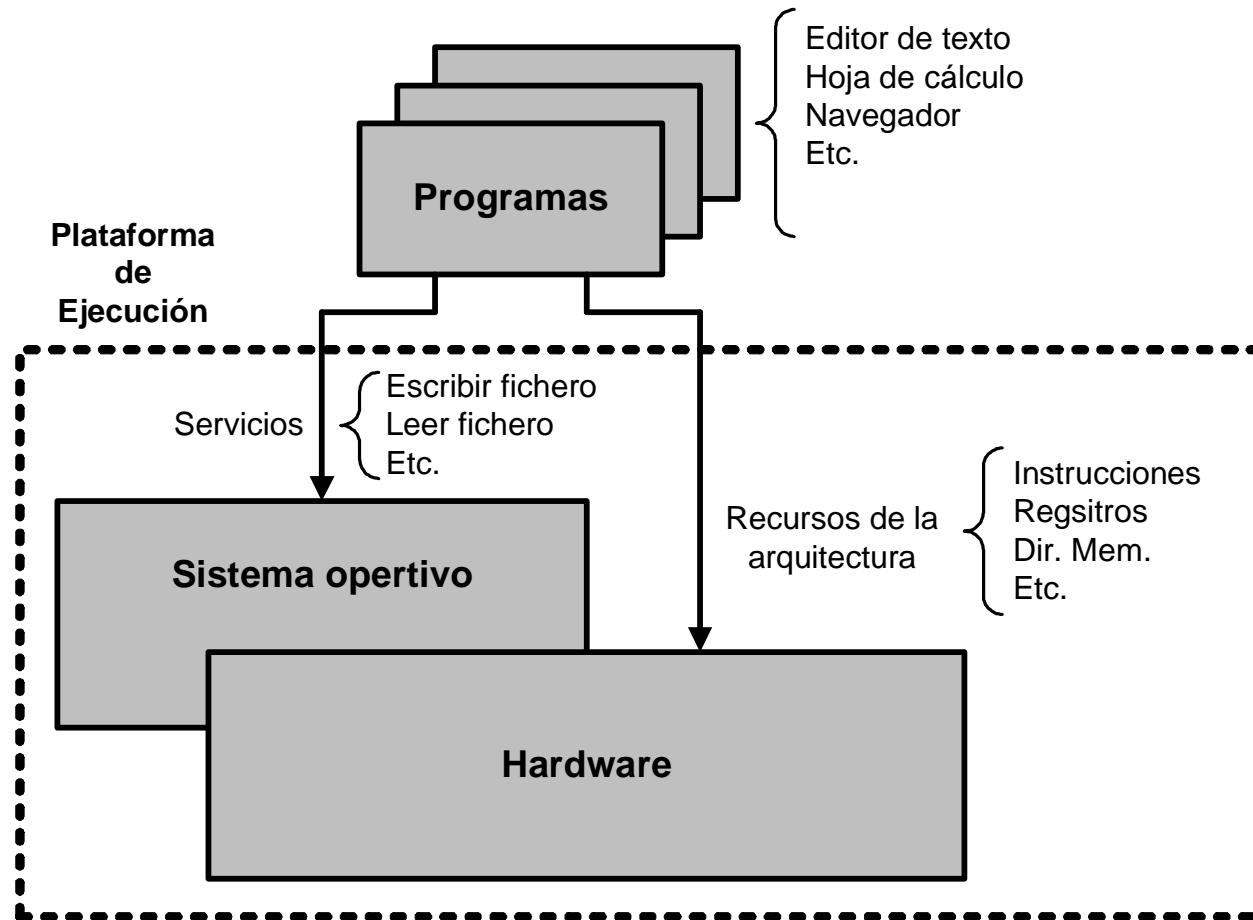 Editor de texto
Hoja de cálculo
Navegador
Etc.
Programas
Plataforma
de
Ejecución
Servicios
Escribir fichero
Leer fichero
Etc.
Recursos de la
arquitectura
Instrucciones
Regsitros
Dir. Mem.
Etc.
Sistema opertivo
Hardware